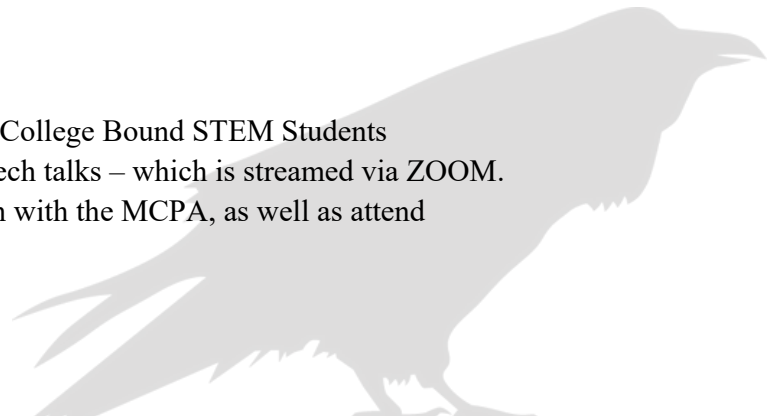 College Bound STEM Students
ech talks – which is streamed via ZOOM.
with the MCPA, as well as attend